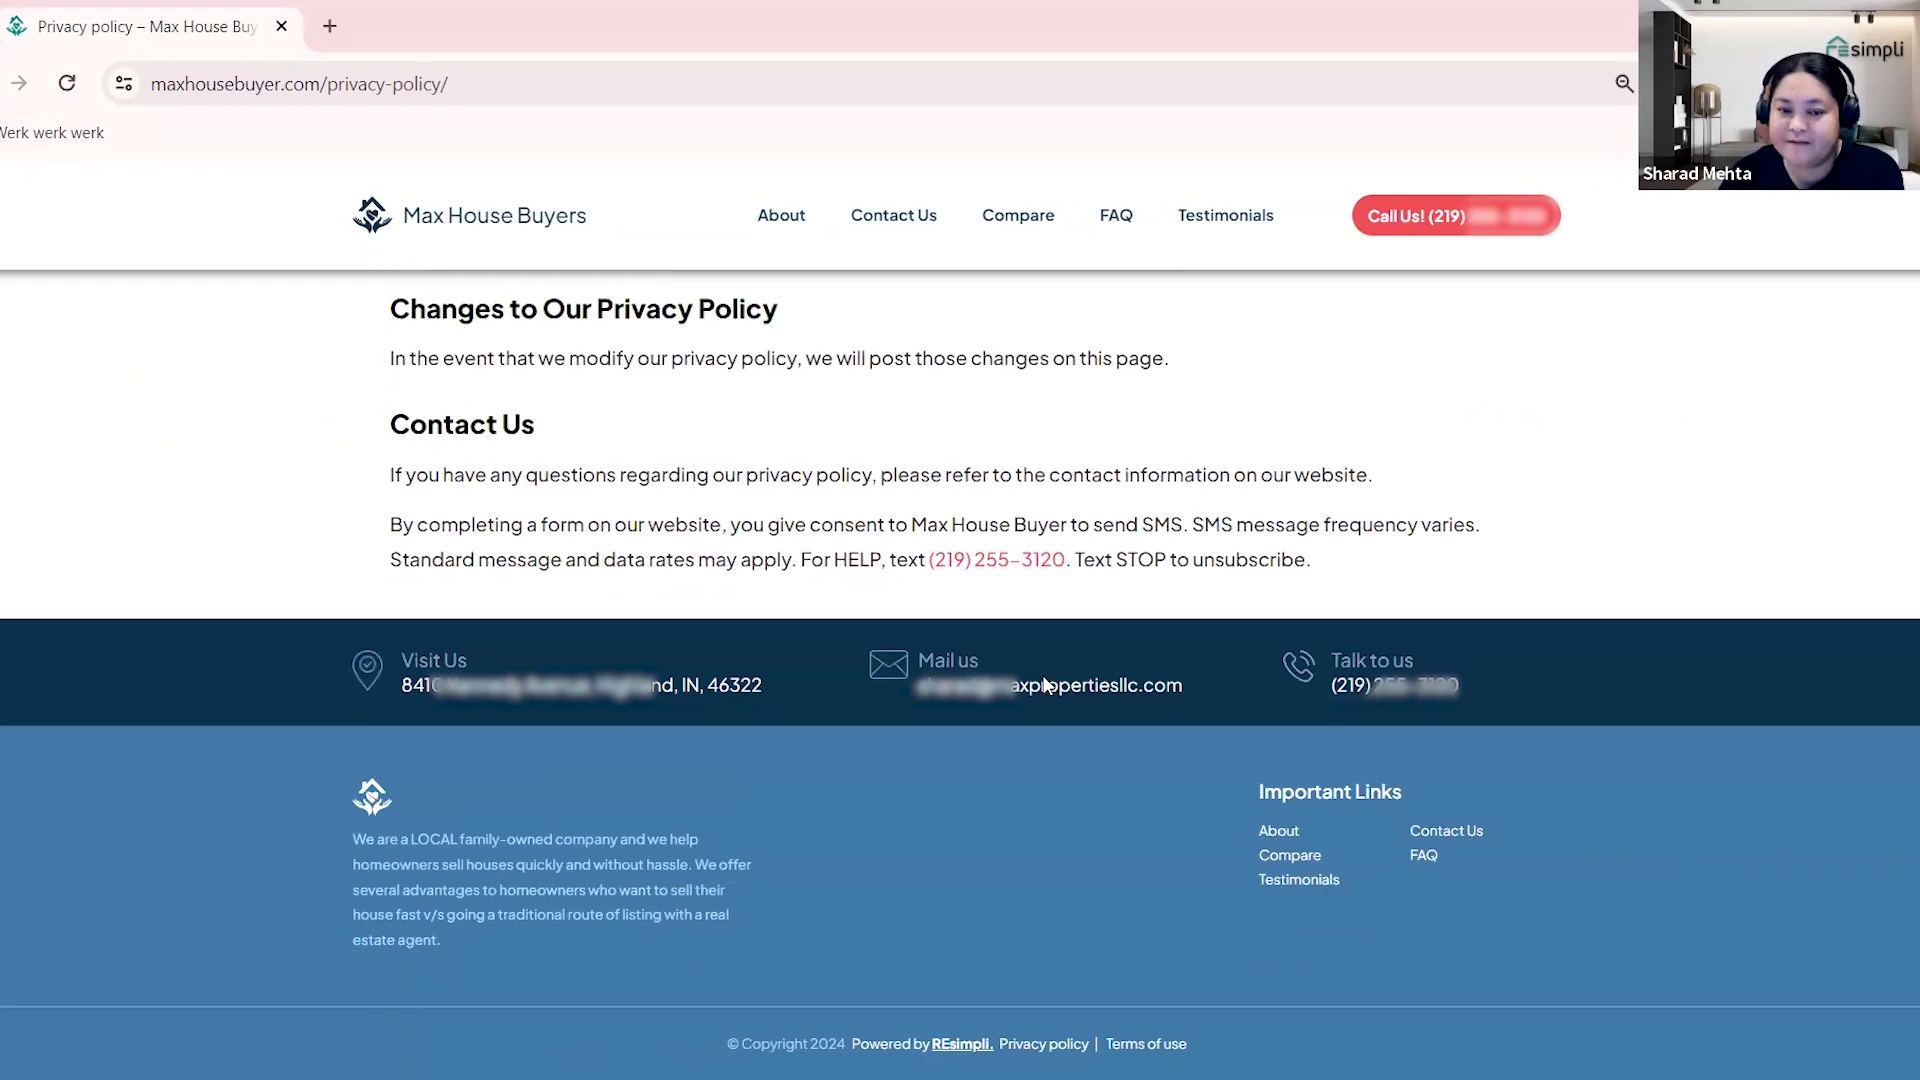 Privacy policy – Max House Buy
maxhousebuyer.com/privacy-policy/
Werk werk werk
simpli
Sharad Mehta
Max House Buyers
About
Contact Us
Compare
FAQ
Testimonials
Call Us! (219)
Changes to Our Privacy Policy
In the event that we modify our privacy policy, we will post those changes on this page.
Contact Us
If you have any questions regarding our privacy policy, please refer to the contact information on our website.
By completing a form on our website, you give consent to Max House Buyer to send SMS. SMS message frequency varies.
Standard message and data rates may apply. For HELP, text (219) 255-3120. Text STOP to unsubscribe.
Visit Us
841 nd, IN, 46322
Mail us
axpropertiesllc.com
Talk to us
(219)
We are a LOCAL family-owned company and we help
homeowners sell houses quickly and without hassle. We offer
several advantages to homeowners who want to sell their
house fast v/s going a traditional route of listing with a real
estate agent.
Important Links
About
Contact Us
Compare
FAQ
Testimonials
© Copyright 2024 Powered by REsimpli. Privacy policy | Terms of use